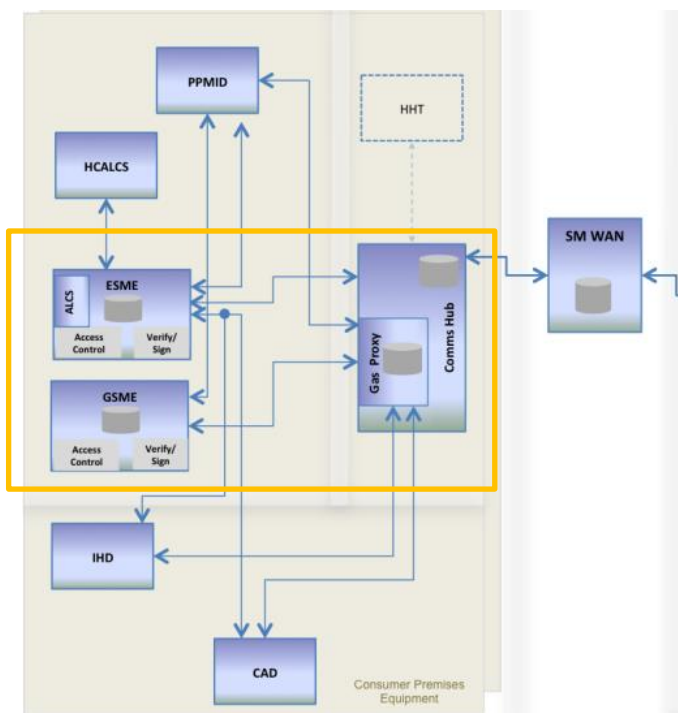 PPMID
HHT
HCALCS
SM WAN
ALCS
ESME
Access
Control
Verify/
Sign
Comms Hub
Gas Proxy
GSME
Access
Control
Verify/
Sign
IHD
CAD
Consumer Premises
Equipment